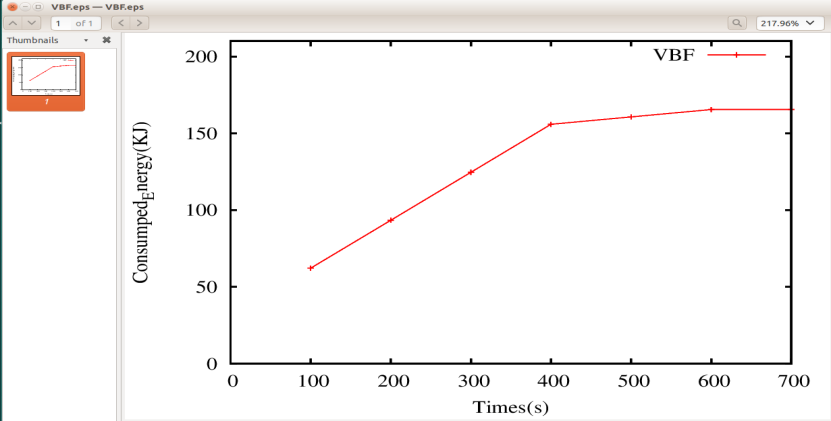 VBF.eps — VBF.eps
1 of 1
217.96%
Thumbnails
1
VBF
200
150
100
50
0
Consumped_Energy(KJ)
0 100 200 300 400 500 600 700
Times(s)